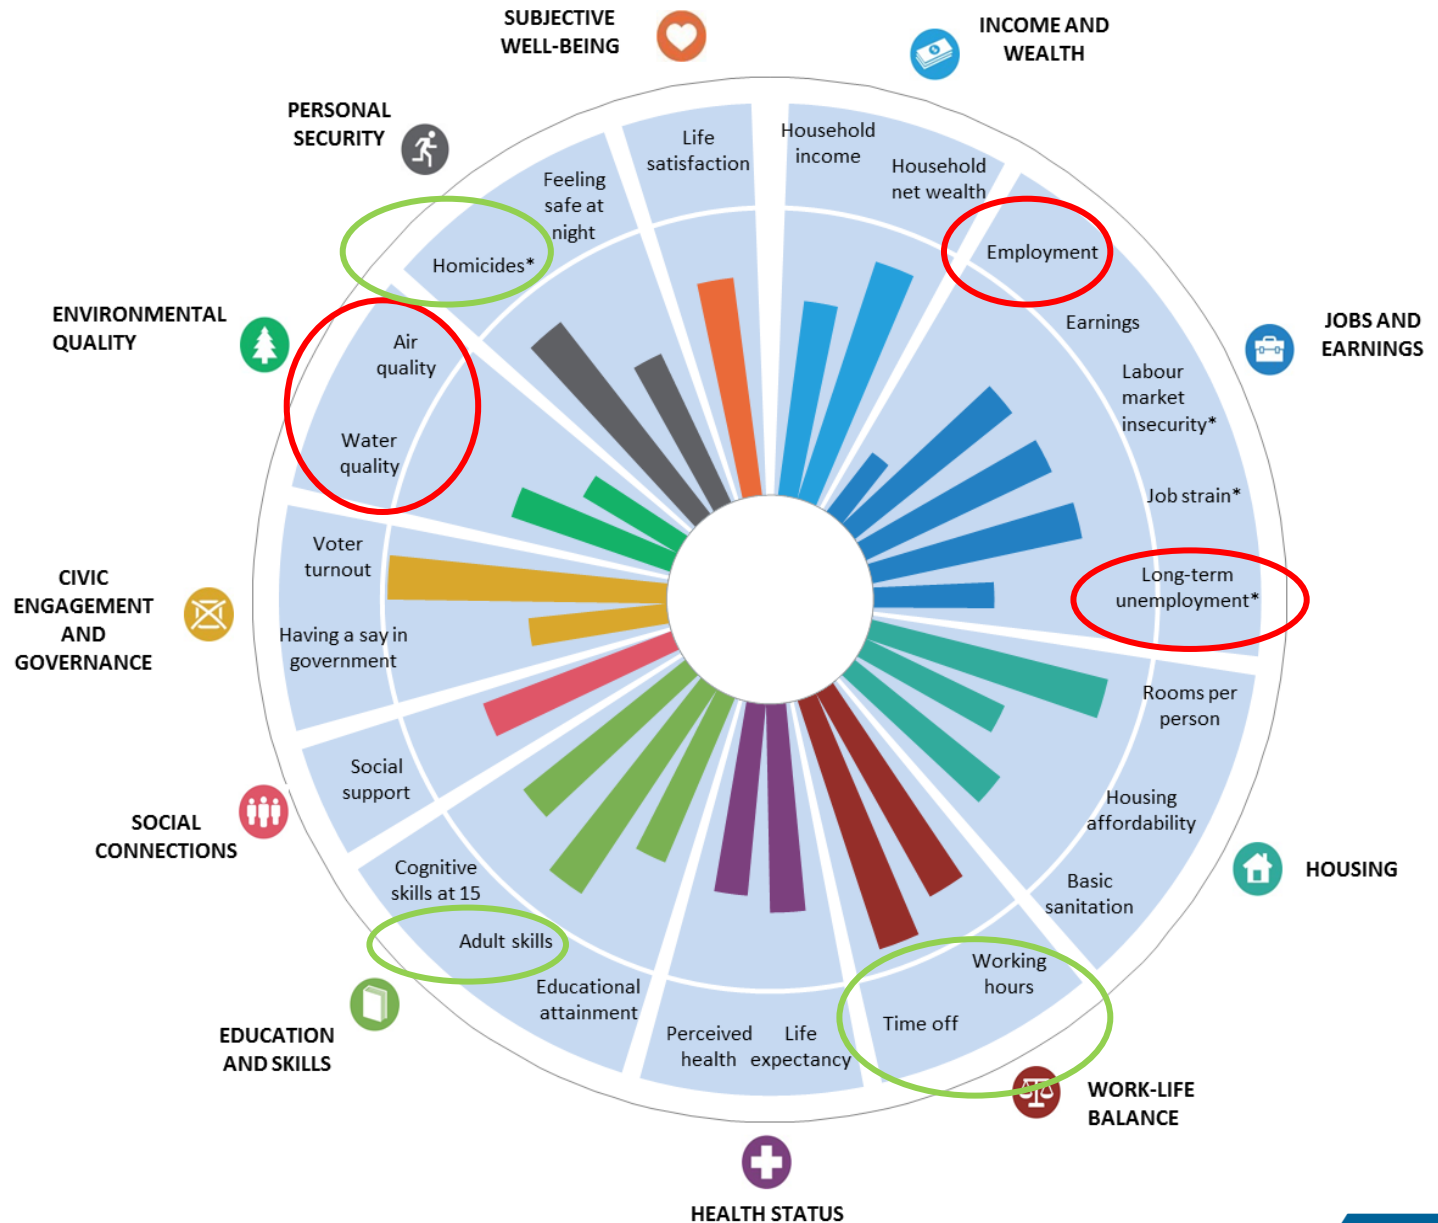 SUBJECTIVE
WELL-BEING
INCOME AND
WEALTH
PERSONAL
SECURITY
Life
satisfaction
Household
income
Household
net wealth
Feeling
safe at
night
Homicides*
Employment
ENVIRONMENTAL
QUALITY
Air
quality
Water
quality
Earnings
Labour
market
insecurity*
Job strain*
Long-term
unemployment*
JOBS AND
EARNINGS
CIVIC
ENGAGEMENT
AND
GOVERNANCE
Voter
turnout
Having a say in
government
Rooms per
person
Housing
affordability
Basic
sanitation
HOUSING
SOCIAL
CONNECTIONS
Social
support
Cognitive
skills at 15
Adult skills
Educational
attainment
EDUCATION
AND SKILLS
Perceived
health
Life
expectancy
Working
hours
Time off
WORK-LIFE
BALANCE
HEALTH STATUS